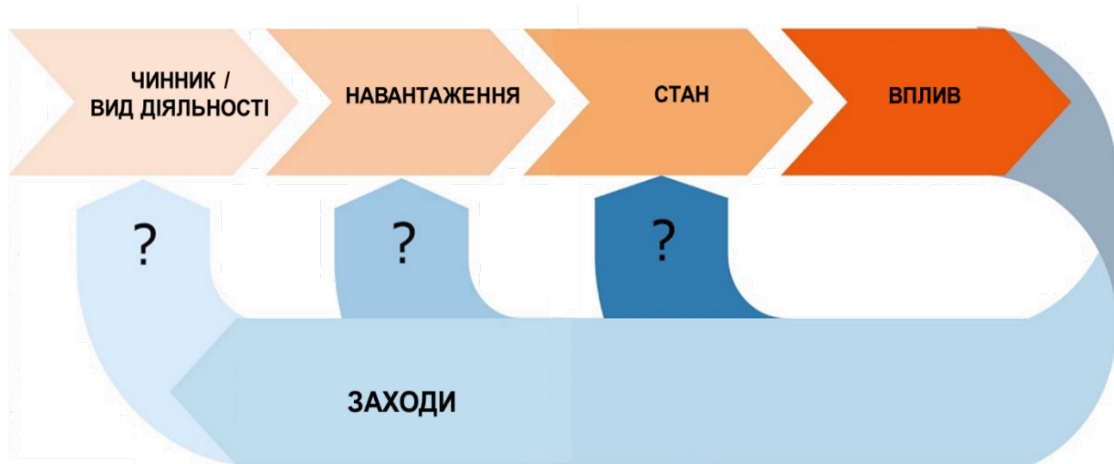 ЧИННИК /
ВИД ДІЯЛЬНОСТІ
НАВАНТАЖЕННЯ
СТАН
ВПЛИВ
?
?
?
ЗАХОДИ